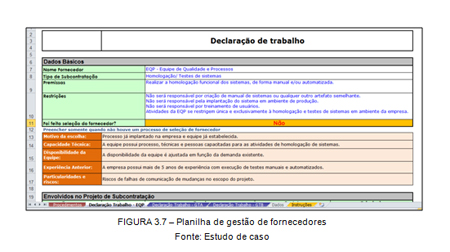 Declaração de trabalho
Dados Básicos
Nome Fornecedor EQP - Equipe de Qualidade e Processos
Tipo de Subcontratação Homologação/ Testes de sistemas
Premissas Realizar a homologação funcional dos sistemas, de forma manual e/ou automatizada.
Restrições Não será responsável por criação de manual de sistemas ou qualquer outro artefato semelhante.
Não será responsável pela implantação do sistema em ambiente de produção.
Não será responsável por treinamento de usuários.
Atividades da EQP se restringem única e exclusivamente à homologação e testes de sistemas em ambiente da empresa.
Foi feito seleção do fornecedor? Não
Preencher somente quando não houve um processo de seleção de fornecedor
Motivo da escolha: Processo já implantado na empresa e equipe já estabelecida.
Capacidade Técnica: A equipe possui processo, técnicas e pessoas capacitadas para as atividades de homologação de sistemas.
Disponibilidade da Equipe: A disponibilidade da equipe é ajustada em função da demanda existente.
Experiência Anterior: A empresa possui mais de 5 anos de experiência com execução de testes manuais e automatizados.
Particularidades e riscos: Riscos de falhas de comunicação de mudanças no escopo do projeto.
Envolvidos no Projeto de Subcontratação
Procedimentos Declaração Trabalho - EQP Declaração Trabalho Declaração Trabalho Instruções
FIGURA 3.7 – Planilha de gestão de fornecedores
Fonte: Estudo de caso